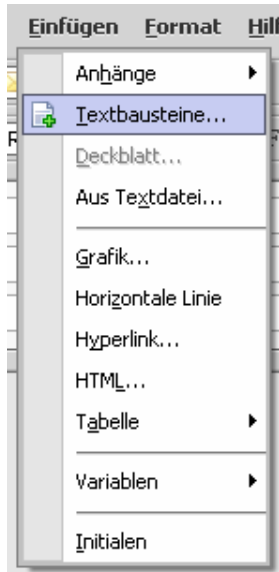 Einfügen Format Hilf
Anhänge
Textbausteine...
Deckblatt...
Aus Textdatei...
Grafik...
Horizontale Linie
Hyperlink...
HTML...
Tabelle
Variablen
Initialen